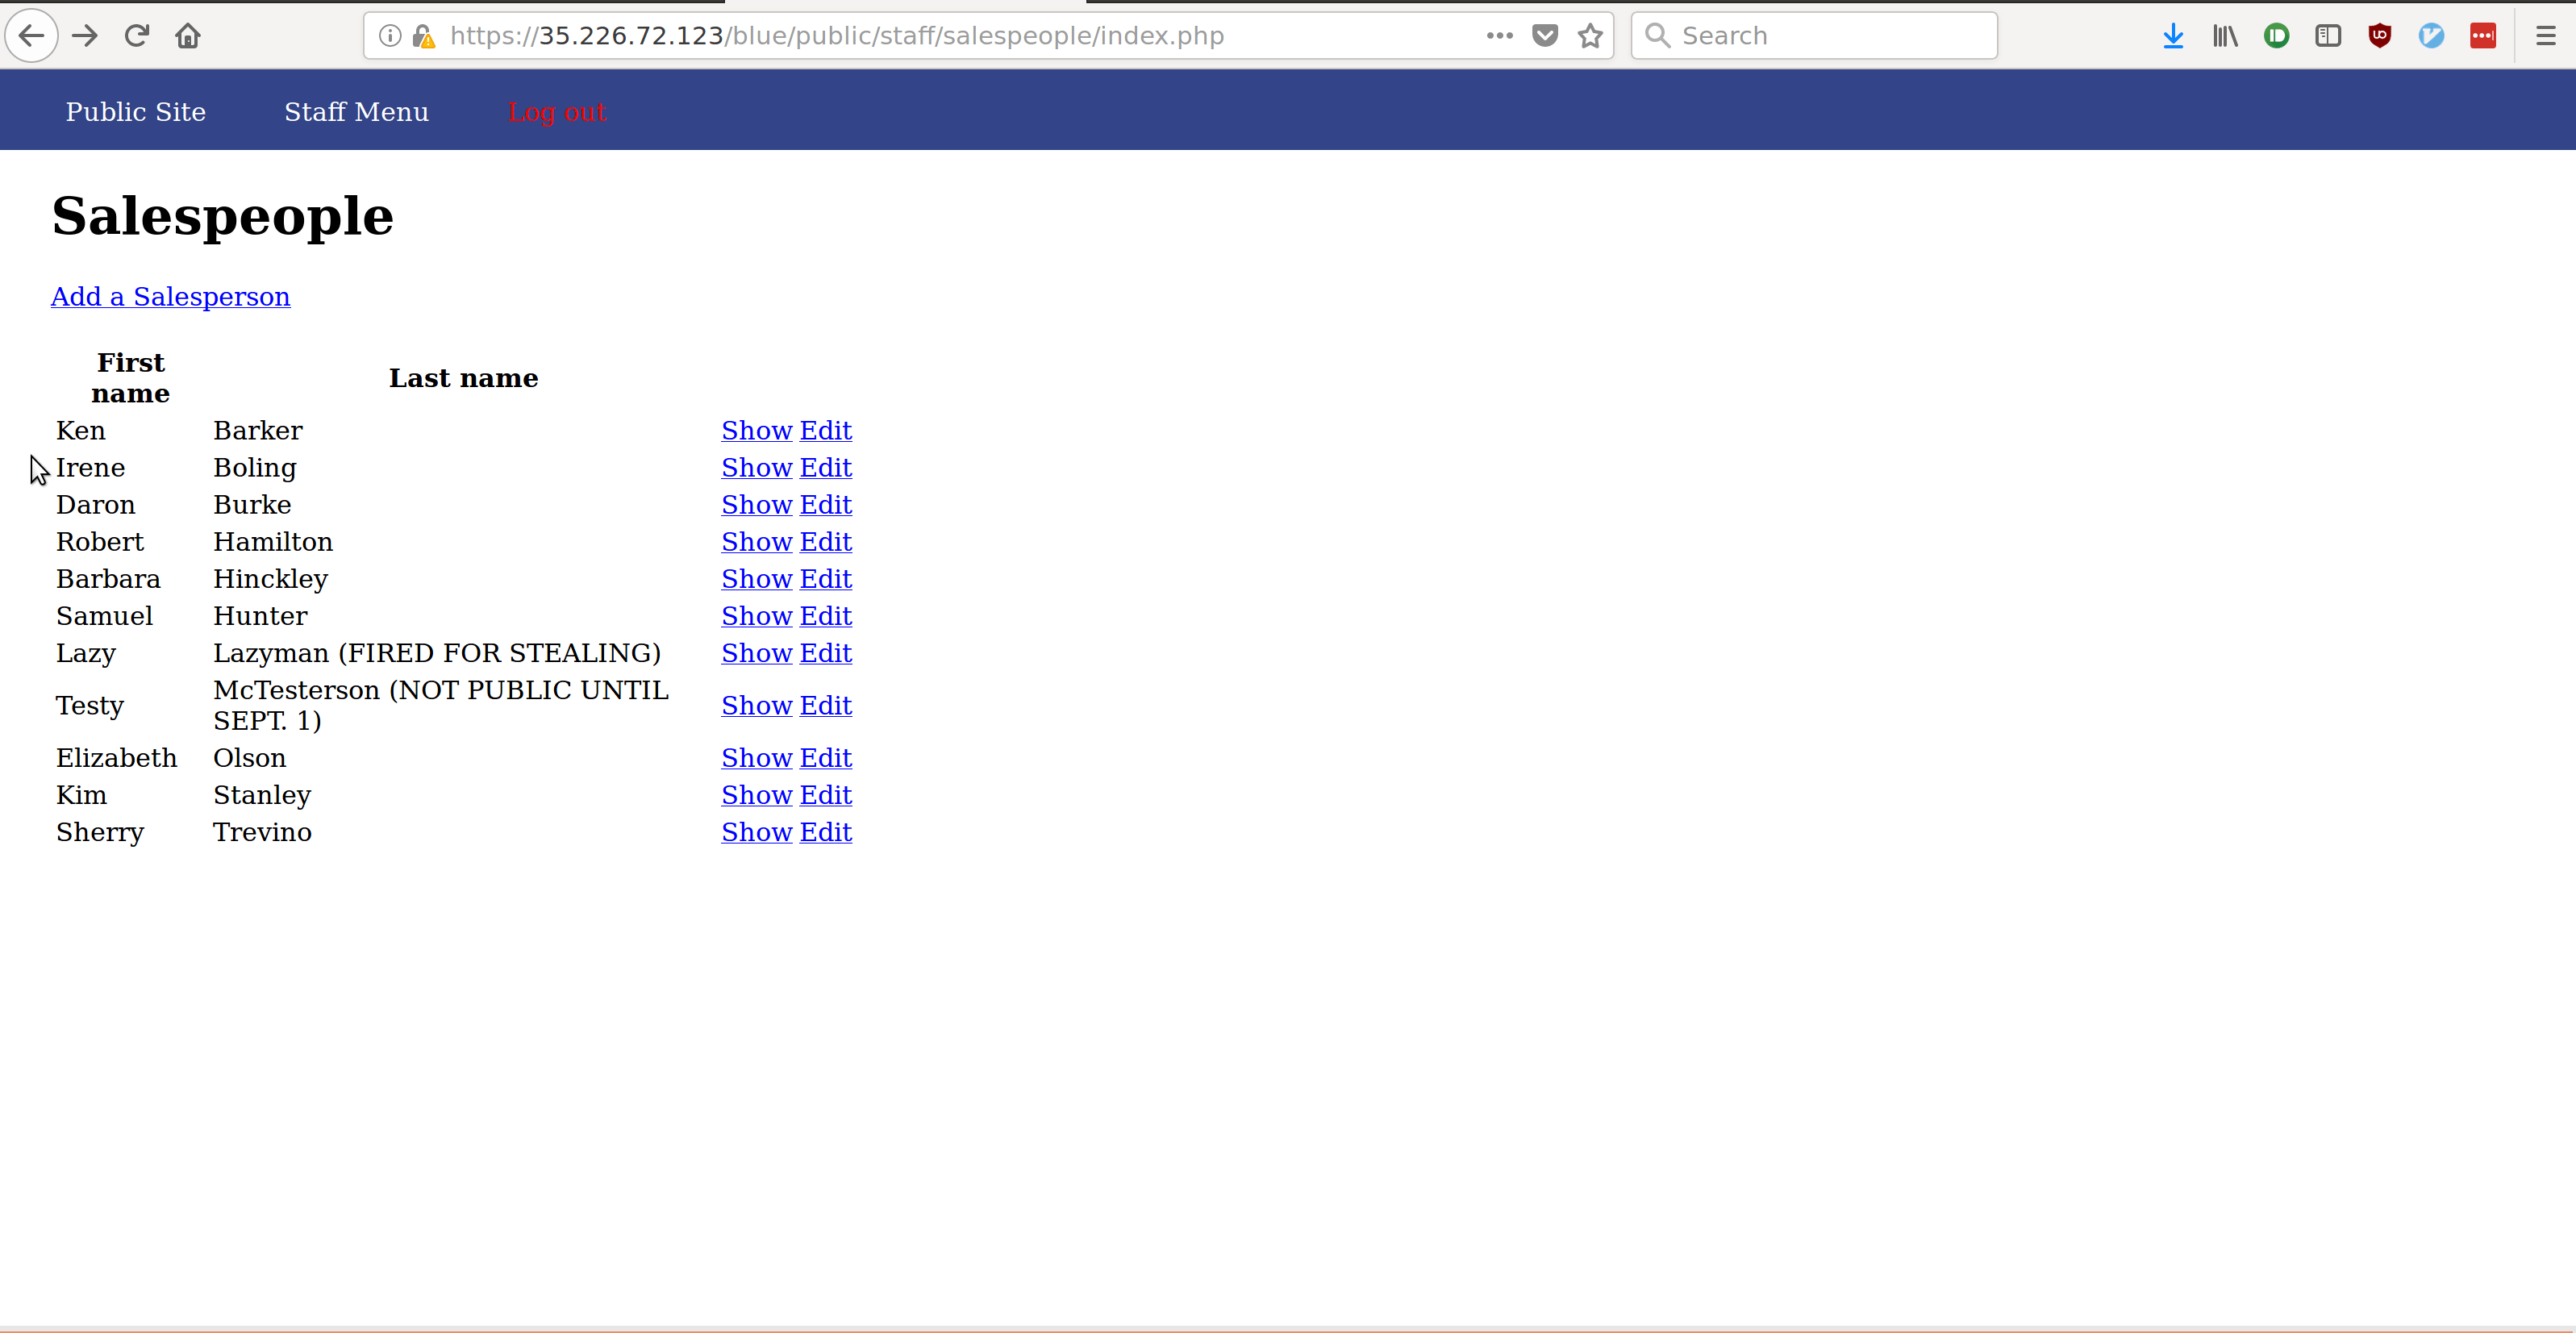 https://35.226.72.123/blue/public/staff/salespeople/index.php
Search
Public Site Staff Menu Log out
Salespeople
Add a Salesperson
First name Last name
Ken Barker Show Edit
Irene Boling Show Edit
Daron Burke Show Edit
Robert Hamilton Show Edit
Barbara Hinckley Show Edit
Samuel Hunter Show Edit
Lazy Lazyman (FIRED FOR STEALING) Show Edit
Testy McTesterson (NOT PUBLIC UNTIL SEPT. 1) Show Edit
Elizabeth Olson Show Edit
Kim Stanley Show Edit
Sherry Trevino Show Edit